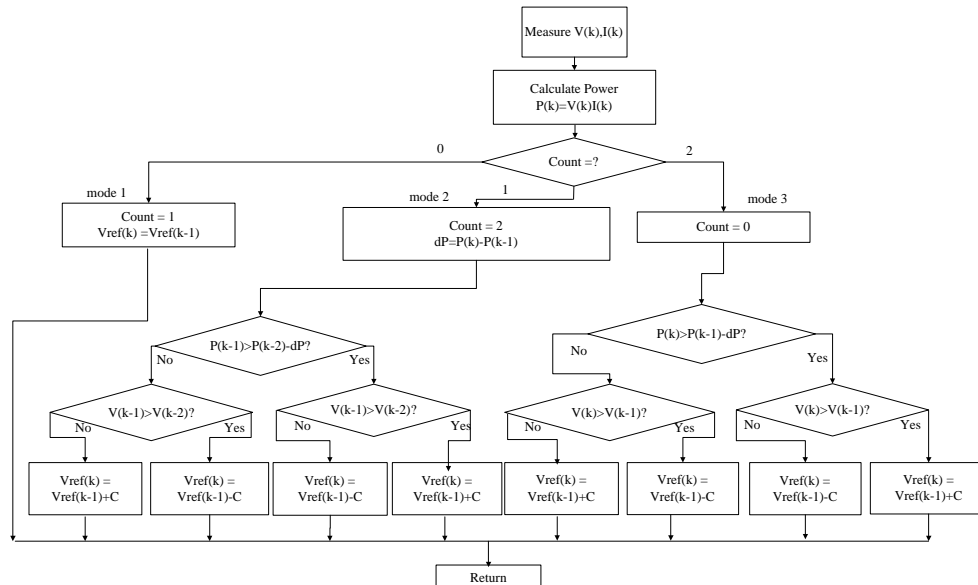 Measure V(k),I(k)
Calculate Power
P(k)=V(k)I(k)
Count =?
0
1
2
mode 1
Count = 1
Vref(k) =Vref(k-1)
mode 2
Count = 2
dP=P(k)-P(k-1)
mode 3
Count = 0
P(k-1)>P(k-2)-dP?
No
Yes
P(k)>P(k-1)-dP?
No
Yes
V(k-1)>V(k-2)?
No
Yes
V(k-1)>V(k-2)?
No
Yes
V(k)>V(k-1)?
No
Yes
V(k)>V(k-1)?
No
Yes
Vref(k) =
Vref(k-1)+C
Vref(k) =
Vref(k-1)-C
Vref(k) =
Vref(k-1)-C
Vref(k) =
Vref(k-1)+C
Vref(k) =
Vref(k-1)+C
Vref(k) =
Vref(k-1)-C
Vref(k) =
Vref(k-1)-C
Vref(k) =
Vref(k-1)+C
Return